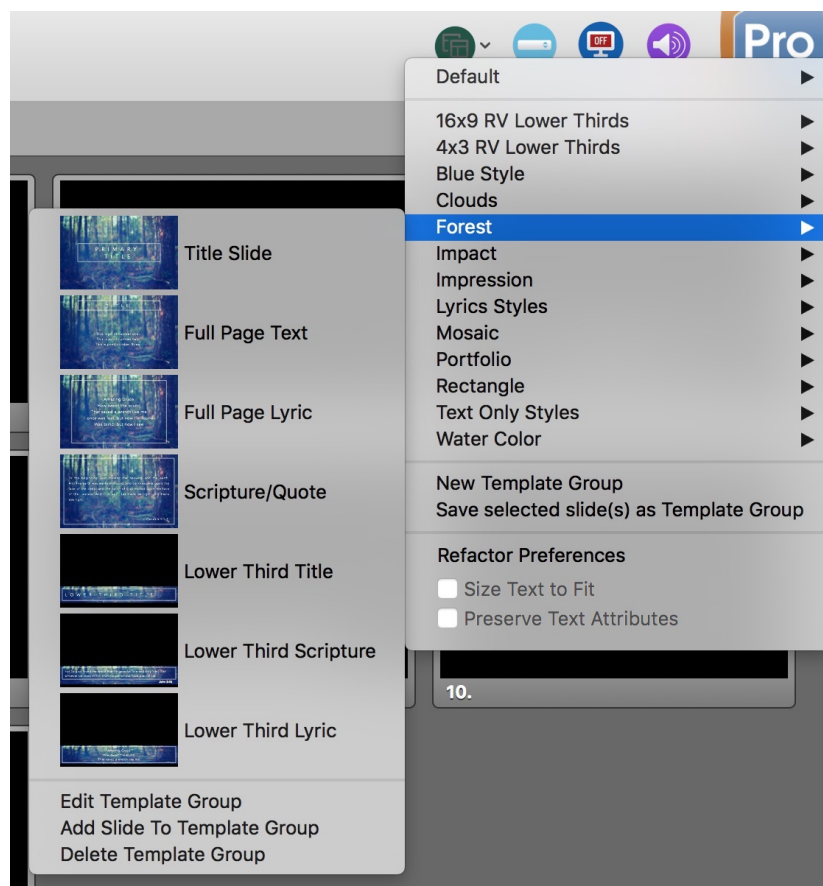 OFF
Pro
Default
16x9 RV Lower Thirds
4x3 RV Lower Thirds
Blue Style
Clouds
Forest
Impact
Impression
Lyrics Styles
Mosaic
Portfolio
Rectangle
Text Only Styles
Water Color
New Template Group
Save selected slide(s) as Template Group
Refactor Preferences
Size Text to Fit
Preserve Text Attributes
10.
PRIMARY
TITLE
Title Slide
Full Page Text
Full Page Lyric
Scripture/Quote
LOWER THIRD TITLE
Lower Third Title
Lower Third Scripture
Lower Third Lyric
Edit Template Group
Add Slide To Template Group
Delete Template Group